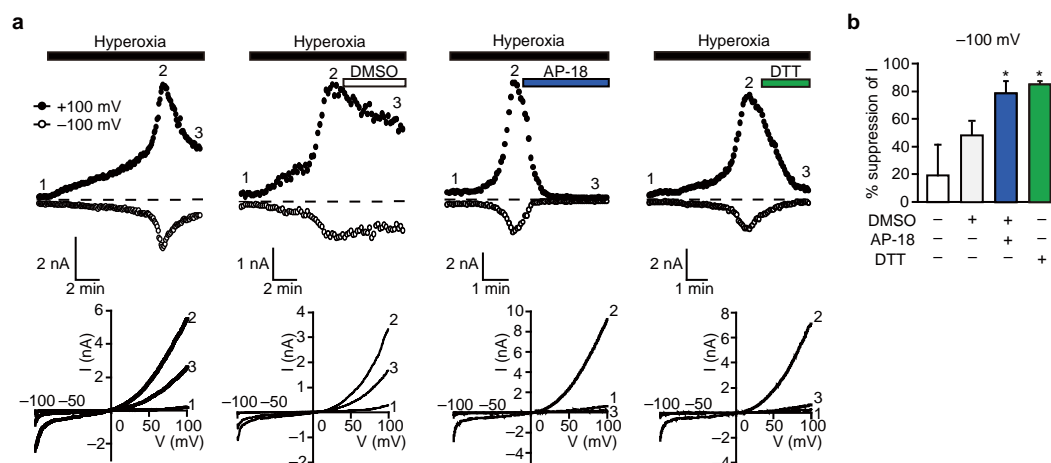 a
Hyperoxia
2
+100 mV
–100 mV
3
1
2 nA
2 min
Hyperoxia
2
DMSO
3
1
1 nA
2 min
Hyperoxia
2
AP-18
1
3
2 nA
1 min
Hyperoxia
2
DTT
1
3
2 nA
1 min
6
4
2
–2
I (nA)
–100 –50
0 50 100
V (mV)
2
3
1
4
3
2
1
–1
–2
I (nA)
–100 –50
0 50 100
V (mV)
2
3
1
10
8
6
4
2
–2
–4
I (nA)
–100 –50
0 50 100
V (mV)
2
1
3
8
6
4
2
–2
–4
I (nA)
–100 –50
0 50 100
V (mV)
2
3
1
b
–100 mV
% suppression of I
100
80
60
40
20
0
* *
DMSO – + + –
AP-18 – – + –
DTT – – – +